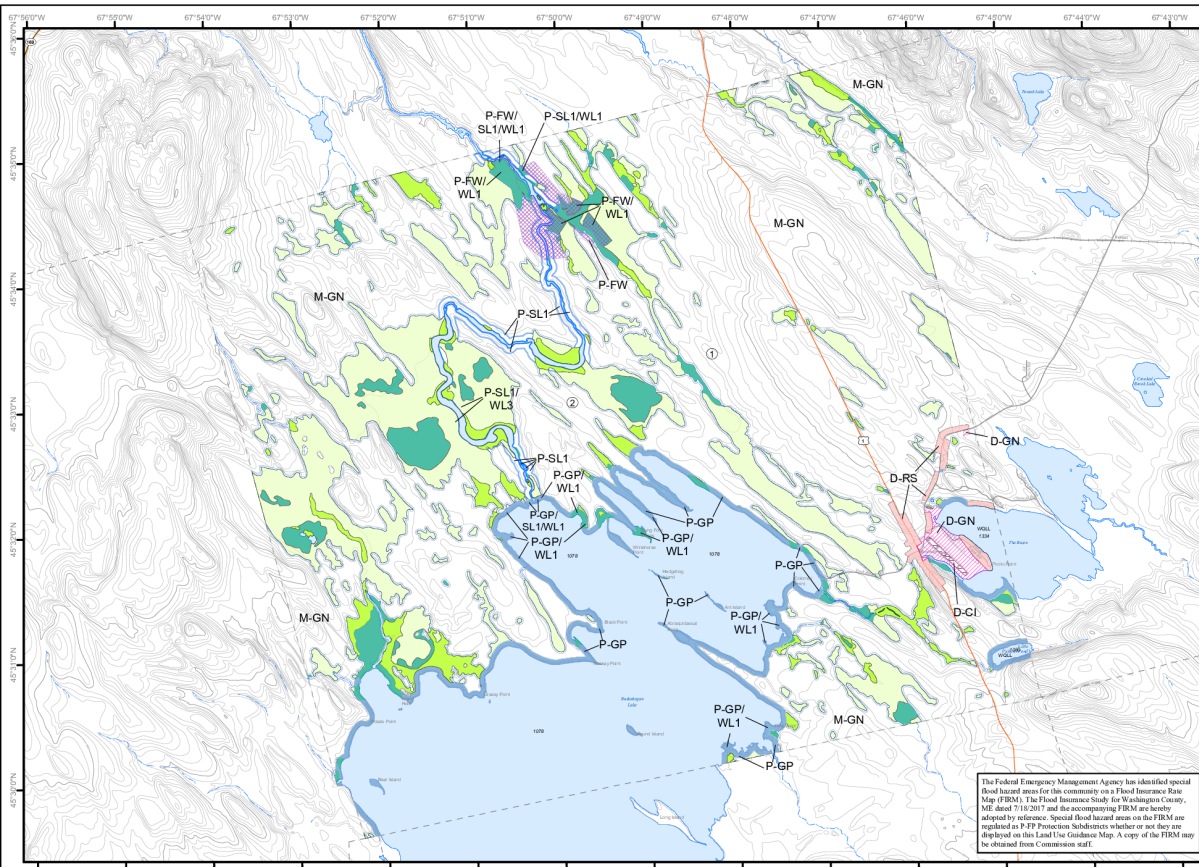 67°56'0"W 67°55'0"W 67°54'0"W 67°53'0"W 67°52'0"W 67°51'0"W 67°50'0"W 67°49'0"W 67°48'0"W 67°47'0"W 67°46'0"W 67°45'0"W 67°44'0"W 67°43'0"W
M-GN
P-FW/
SL1/WL1
P-SL1/WL1
45°35'0"N
P-FW/
WL1
P-FW/
WL1
M-GN
P-FW
45°34'0"N
M-GN
P-SL1
1
P-SL1/
WL3
2
45°33'0"N
1
D-GN
P-SL1
D-RS
P-GP/
WL1
P-GP/
SL1/WL1
P-GP
D-GN
WQLL
1334
45°32'0"N
P-GP/
WL1
P-GP/
WL1
1078
1078
P-GP
P-GP
D-CI
M-GN
P-GP/
WL1
P-GP
WQLL
45°31'0"N
P-GP/
WL1
M-GN
1078
P-GP
45°30'0"N
Long Island
The Federal Emergency Management Agency has identified special
flood hazard areas for this community on a Flood Insurance Rate
Map (FIRM). The Flood Insurance Study for Washington County,
ME dated 7/18/2017 and the accompanying FIRM are hereby
adopted by reference. Special flood hazard areas on the FIRM are
regulated as P-FP Protection Subdistricts whether or not they are
displayed on this Land Use Guidance Map. A copy of the FIRM may
be obtained from Commission staff.